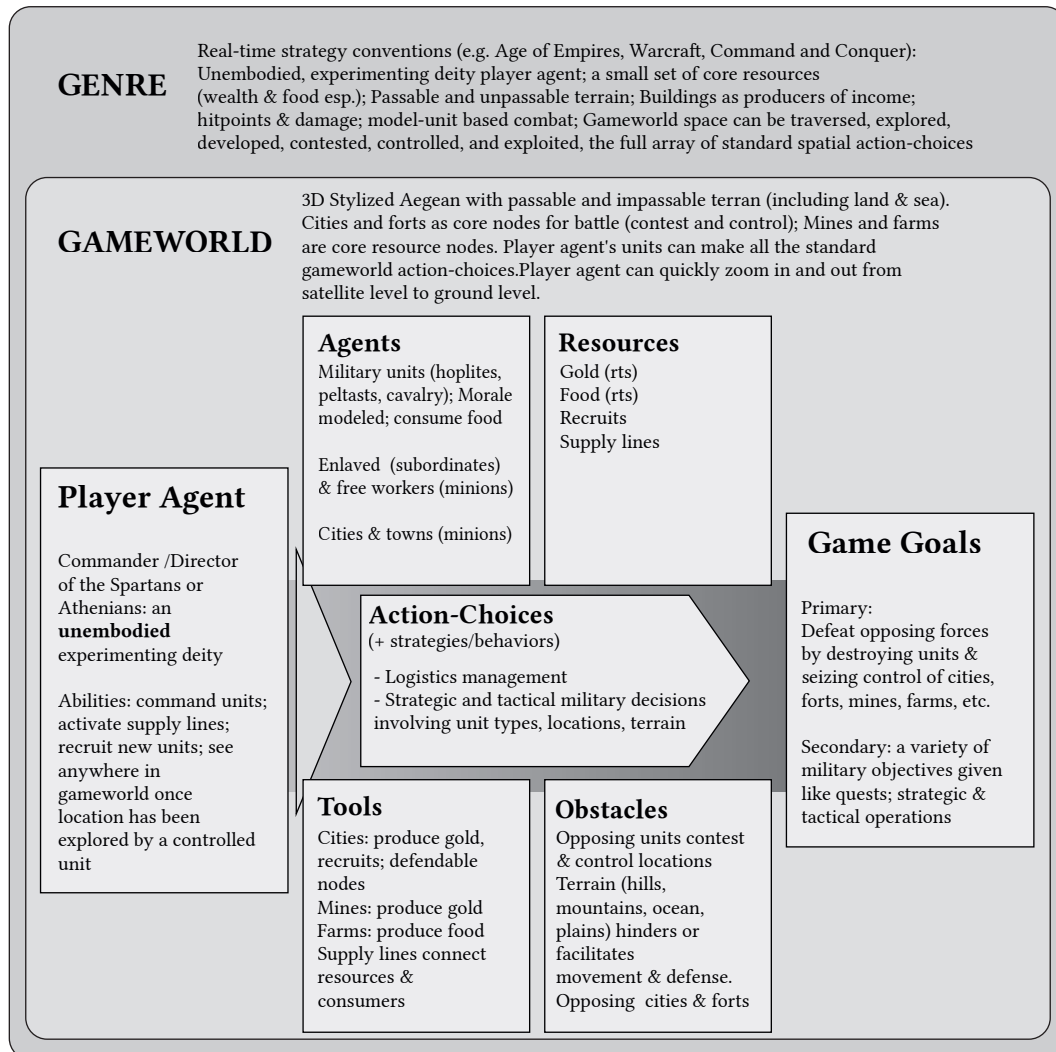 GENRE
Real-time strategy conventions (e.g. Age of Empires, Warcraft, Command and Conquer):
Unembodied, experimenting deity player agent; a small set of core resources
(wealth & food esp.); Passable and unpassable terrain; Buildings as producers of income;
hitpoints & damage; model-unit based combat; Gameworld space can be traversed, explored,
developed, contested, controlled, and exploited, the full array of standard spatial action-choices
GAMEWORLD
3D Stylized Aegean with passable and impassable terran (including land & sea).
Cities and forts as core nodes for battle (contest and control); Mines and farms
are core resource nodes. Player agent's units can make all the standard
gameworld action-choices.Player agent can quickly zoom in and out from
satellite level to ground level.
Agents
Military units (hoplites,
peltasts, cavalry); Morale
modeled; consume food
Enlaved (subordinates)
& free workers (minions)
Cities & towns (minions)
Resources
Gold (rts)
Food (rts)
Recruits
Supply lines
Player Agent
Commander /Director
of the Spartans or
Athenians: an
unembodied
experimenting deity
Abilities: command units;
activate supply lines;
recruit new units; see
anywhere in
gameworld once
location has been
explored by a controlled
unit
Action-Choices
(+ strategies/behaviors)
- Logistics management
- Strategic and tactical military decisions
involving unit types, locations, terrain
Game Goals
Primary:
Defeat opposing forces
by destroying units &
seizing control of cities,
forts, mines, farms, etc.
Secondary: a variety of
military objectives given
like quests; strategic &
tactical operations
Tools
Cities: produce gold,
recruits; defendable
nodes
Mines: produce gold
Farms: produce food
Supply lines connect
resources &
consumers
Obstacles
Opposing units contest
& control locations
Terrain (hills,
mountains, ocean,
plains) hinders or
facilitates
movement & defense.
Opposing cities & forts